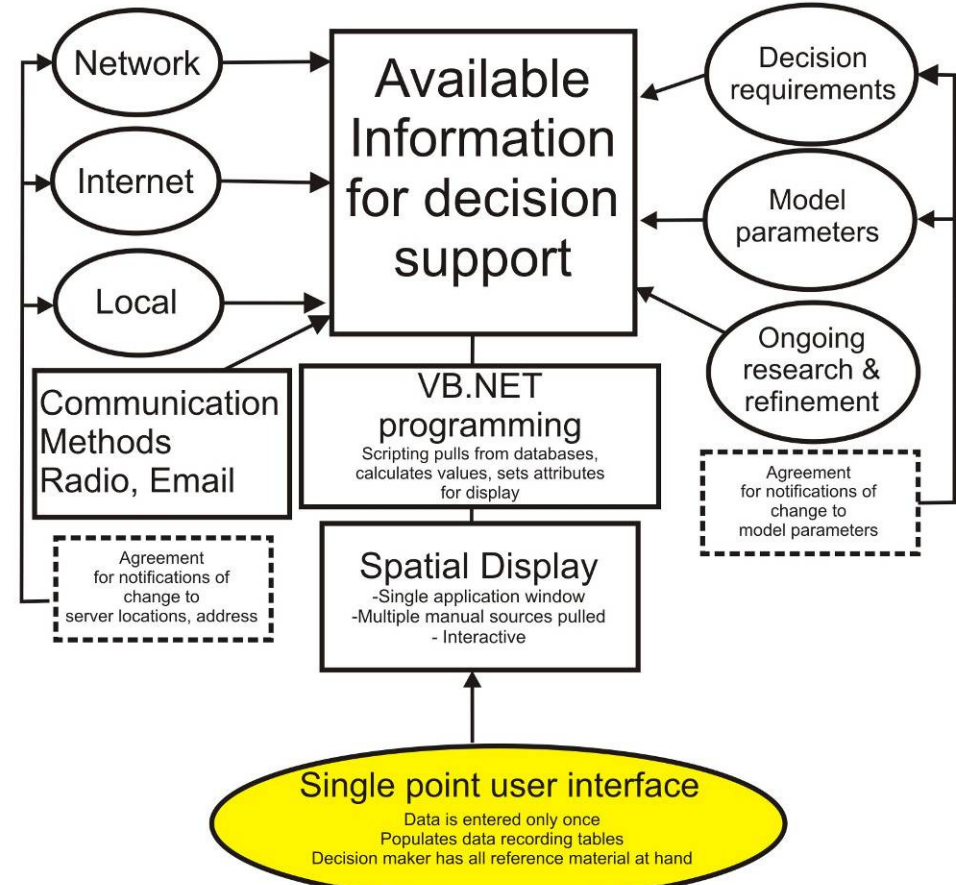 Network
Internet
Local
Communication
Methods
Radio, Email
Agreement
for notifications of
change to
server locations, address
Available
Information
for decision
support
VB.NET
programming
Scripting pulls from databases,
calculates values, sets attributes
for display
Spatial Display
-Single application window
-Multiple manual sources pulled
- Interactive
Decision
requirements
Model
parameters
Ongoing
research &
refinement
Agreement
for notifications of
change to
model parameters
Single point user interface
Data is entered only once
Populates data recording tables
Decision maker has all reference material at hand